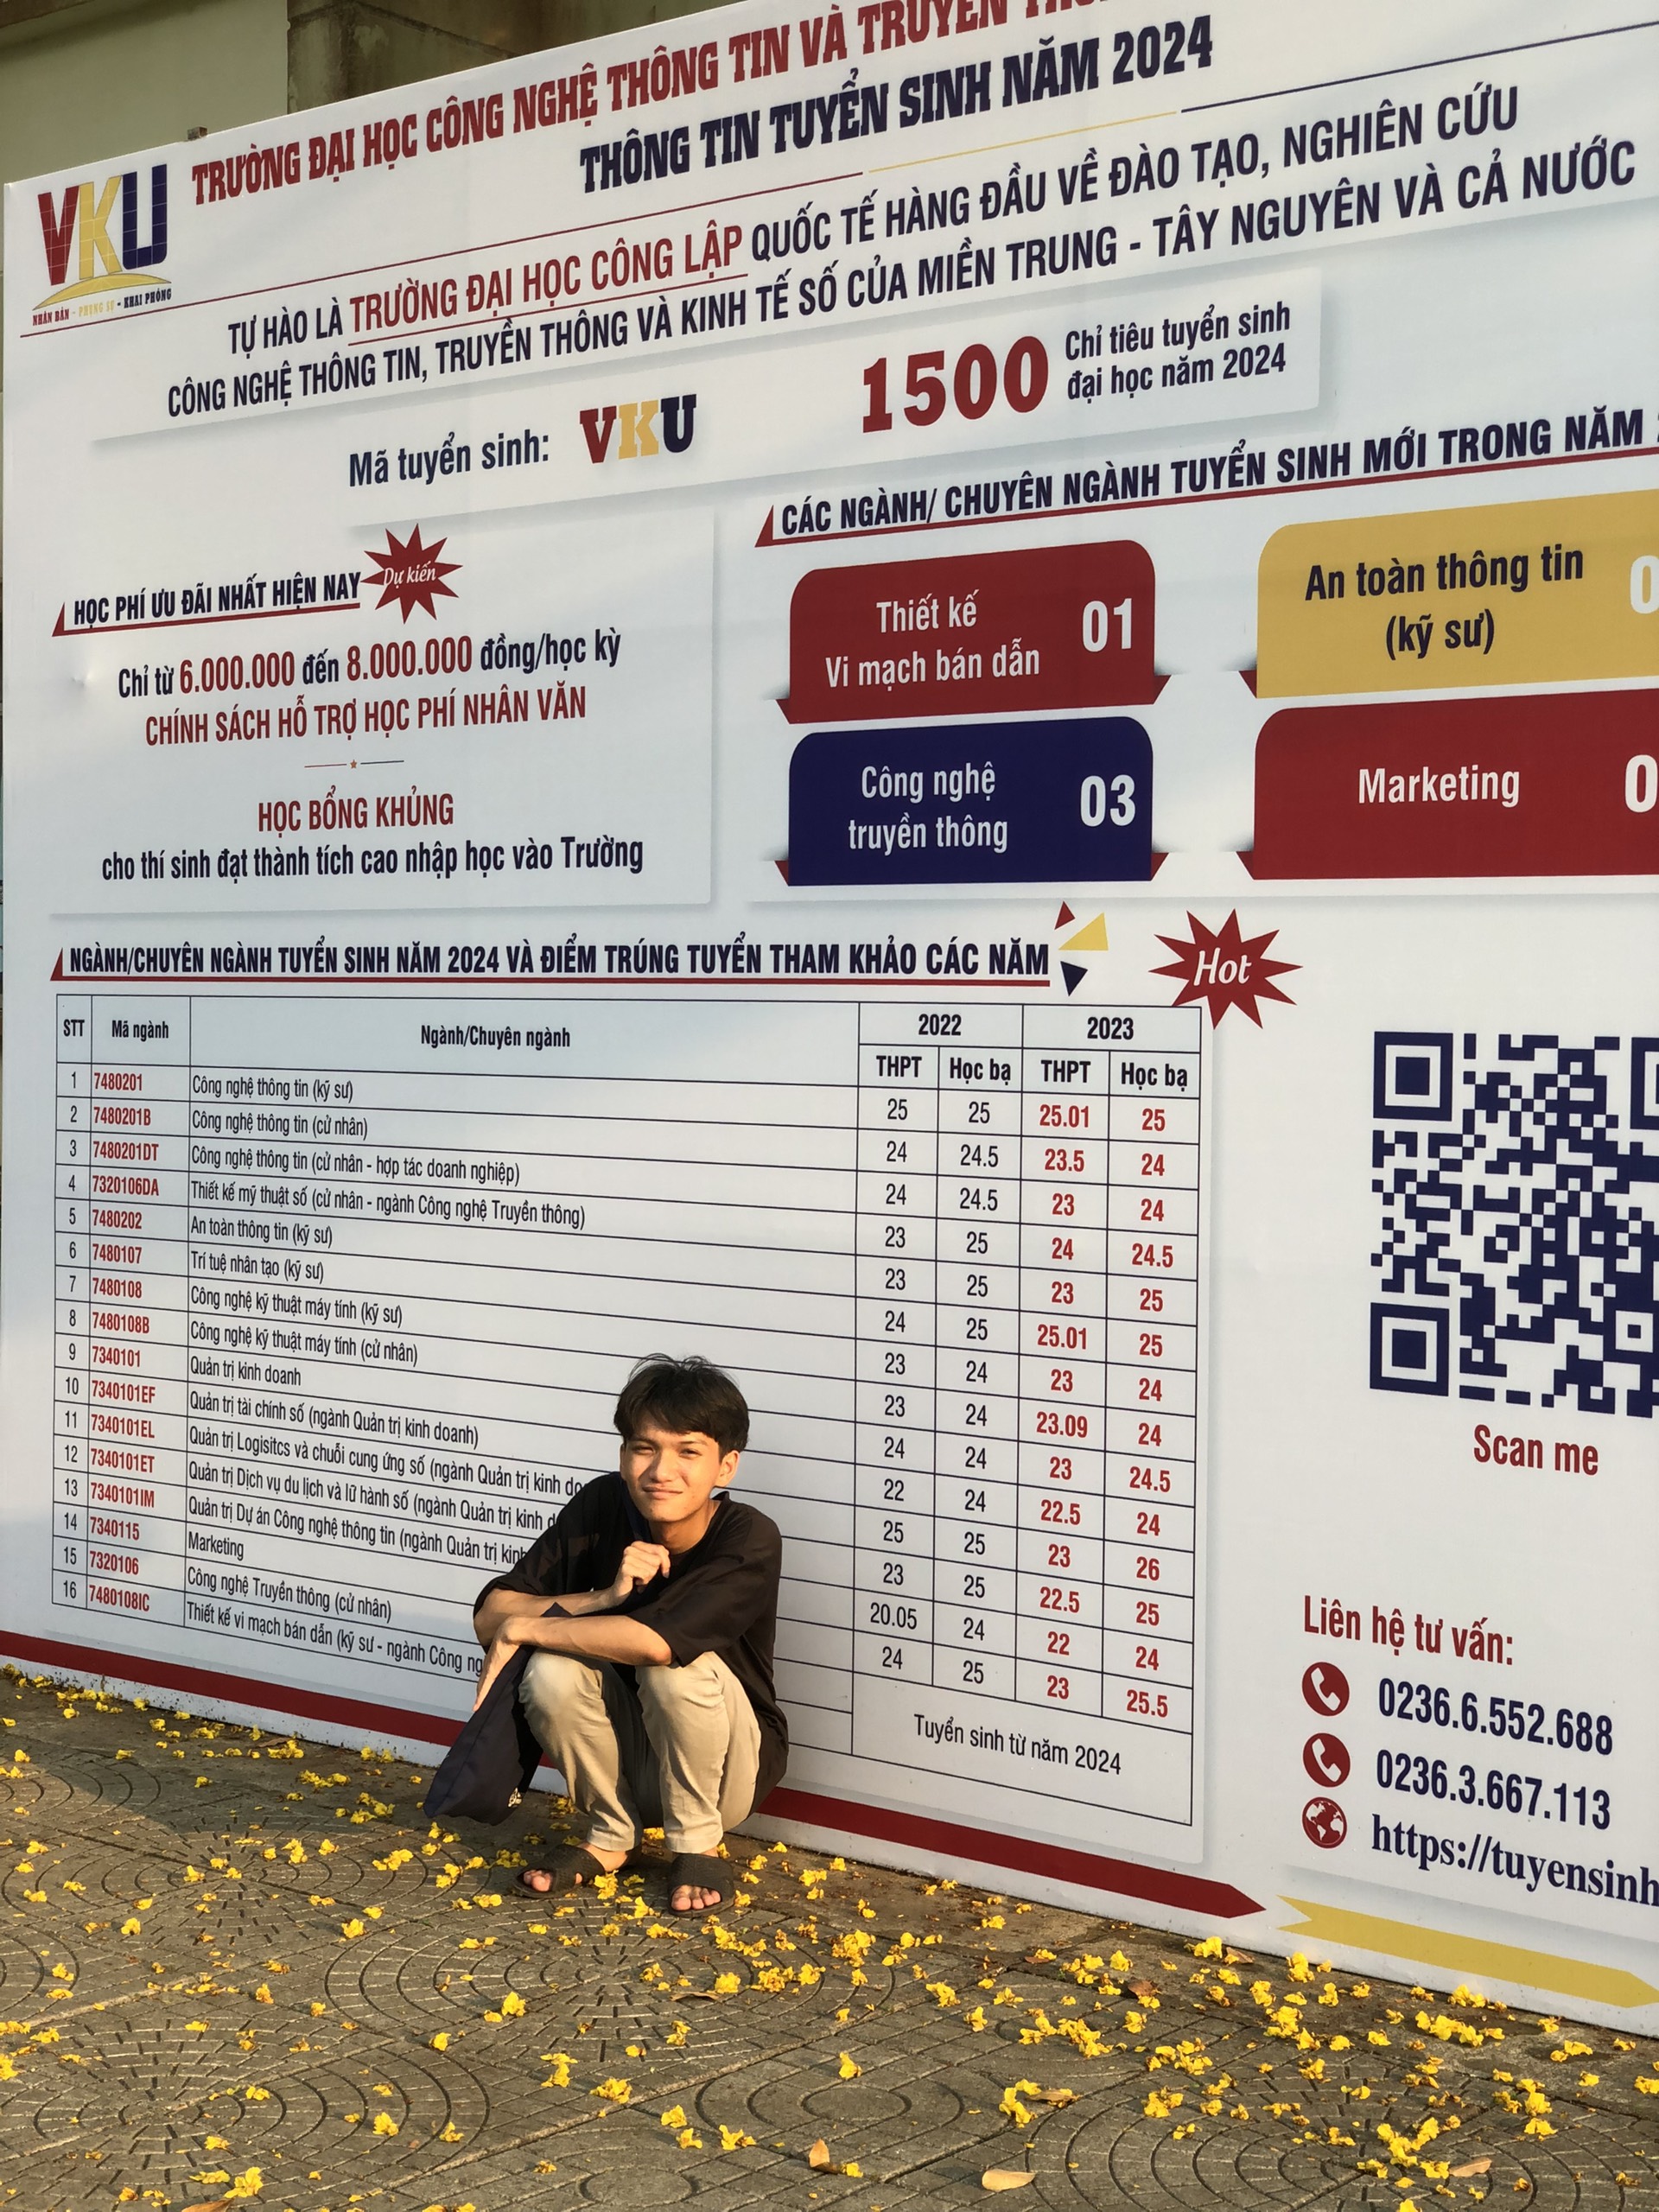 VKU
NHÂN BẢN - PHỤNG SỰ - KHAI PHÓNG
TRƯỜNG ĐẠI HỌC CÔNG NGHỆ THÔNG TIN VÀ TRUYỀN
THÔNG TIN TUYỂN SINH NĂM 2024
TỰ HÀO LÀ TRƯỜNG ĐẠI HỌC CÔNG LẬP QUỐC TẾ HÀNG ĐẦU VỀ ĐÀO TẠO, NGHIÊN CỨU
CÔNG NGHỆ THÔNG TIN, TRUYỀN THÔNG VÀ KINH TẾ SỐ CỦA MIỀN TRUNG - TÂY NGUYÊN VÀ CẢ NƯỚC
Mã tuyển sinh: VKU
1500 Chỉ tiêu tuyển sinh
đại học năm 2024
HỌC PHÍ ƯU ĐÃI NHẤT HIỆN NAY
Dự kiến
Chỉ từ 6.000.000 đến 8.000.000 đồng/học kỳ
CHÍNH SÁCH HỖ TRỢ HỌC PHÍ NHÂN VĂN
HỌC BỔNG KHỦNG
cho thí sinh đạt thành tích cao nhập học vào Trường
CÁC NGÀNH/ CHUYÊN NGÀNH TUYỂN SINH MỚI TRONG NĂM
Thiết kế
Vi mạch bán dẫn
01
An toàn thông tin
(kỹ sư)
0
Công nghệ
truyền thông
03
Marketing
0
NGÀNH/CHUYÊN NGÀNH TUYỂN SINH NĂM 2024 VÀ ĐIỂM TRÚNG TUYỂN THAM KHẢO CÁC NĂM
Hot
STT Mã ngành Ngành/Chuyên ngành 2022 2023
THPT Học bạ THPT Học bạ
1 7480201 Công nghệ thông tin (kỹ sư) 25 25 25.01 25
2 7480201B Công nghệ thông tin (cử nhân) 24 24.5 23.5 24
3 7480201DT Công nghệ thông tin (cử nhân - hợp tác doanh nghiệp) 24 24.5 23 24
4 7320106DA Thiết kế mỹ thuật số (cử nhân - ngành Công nghệ Truyền thông) 23 25 24 24.5
5 7480202 An toàn thông tin (kỹ sư) 23 25 23 25
6 7480107 Trí tuệ nhân tạo (kỹ sư) 24 25 25.01 25
7 7480108 Công nghệ kỹ thuật máy tính (kỹ sư) 23 24 23 24
8 7480108B Công nghệ kỹ thuật máy tính (cử nhân) 23 24 23.09 24
9 7340101 Quản trị kinh doanh 24 24 23 24.5
10 7340101EF Quản trị tài chính số (ngành Quản trị kinh doanh) 22 24 22.5 24
11 7340101EL Quản trị Logisitcs và chuỗi cung ứng số (ngành Quản trị kinh do 25 25 23 26
12 7340101ET Quản trị Dịch vụ du lịch và lữ hành số (ngành Quản trị kinh d 23 25 22.5 25
13 7340101IM Quản trị Dự án Công nghệ thông tin (ngành Quản trị kinh 20.05 24 22 24
14 7340115 Marketing 24 25 23 25.5
15 7320106 Công nghệ Truyền thông (cử nhân) Tuyển sinh từ năm 2024
16 7480108IC Thiết kế vi mạch bán dẫn (kỹ sư - ngành Công ng
Scan me
Liên hệ tư vấn:
0236.6.552.688
0236.3.667.113
https://tuyensinh